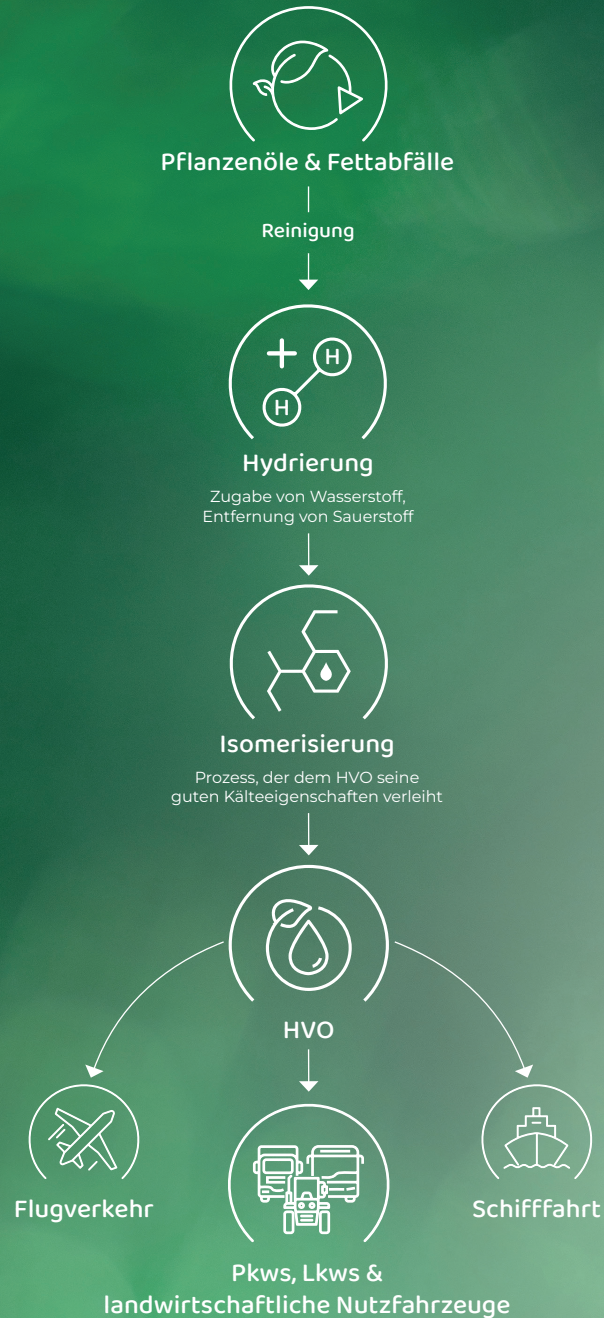 Pflanzenöle & Fettabfälle
Reinigung
+
H
H
Hydrierung
Zugabe von Wasserstoff,
Entfernung von Sauerstoff
Isomerisierung
Prozess, der dem HVO seine
guten Kälteeigenschaften verleiht
HVO
Flugverkehr
Schifffahrt
Pkws, Lkws &
landwirtschaftliche Nutzfahrzeuge